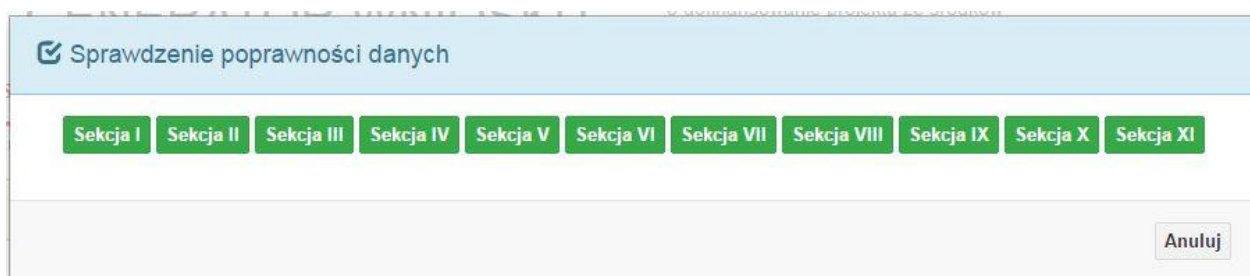 Sprawdzenie poprawności danych
Sekcja I Sekcja II Sekcja III Sekcja IV Sekcja V Sekcja VI Sekcja VII Sekcja VIII Sekcja IX Sekcja X Sekcja XI
Anuluj